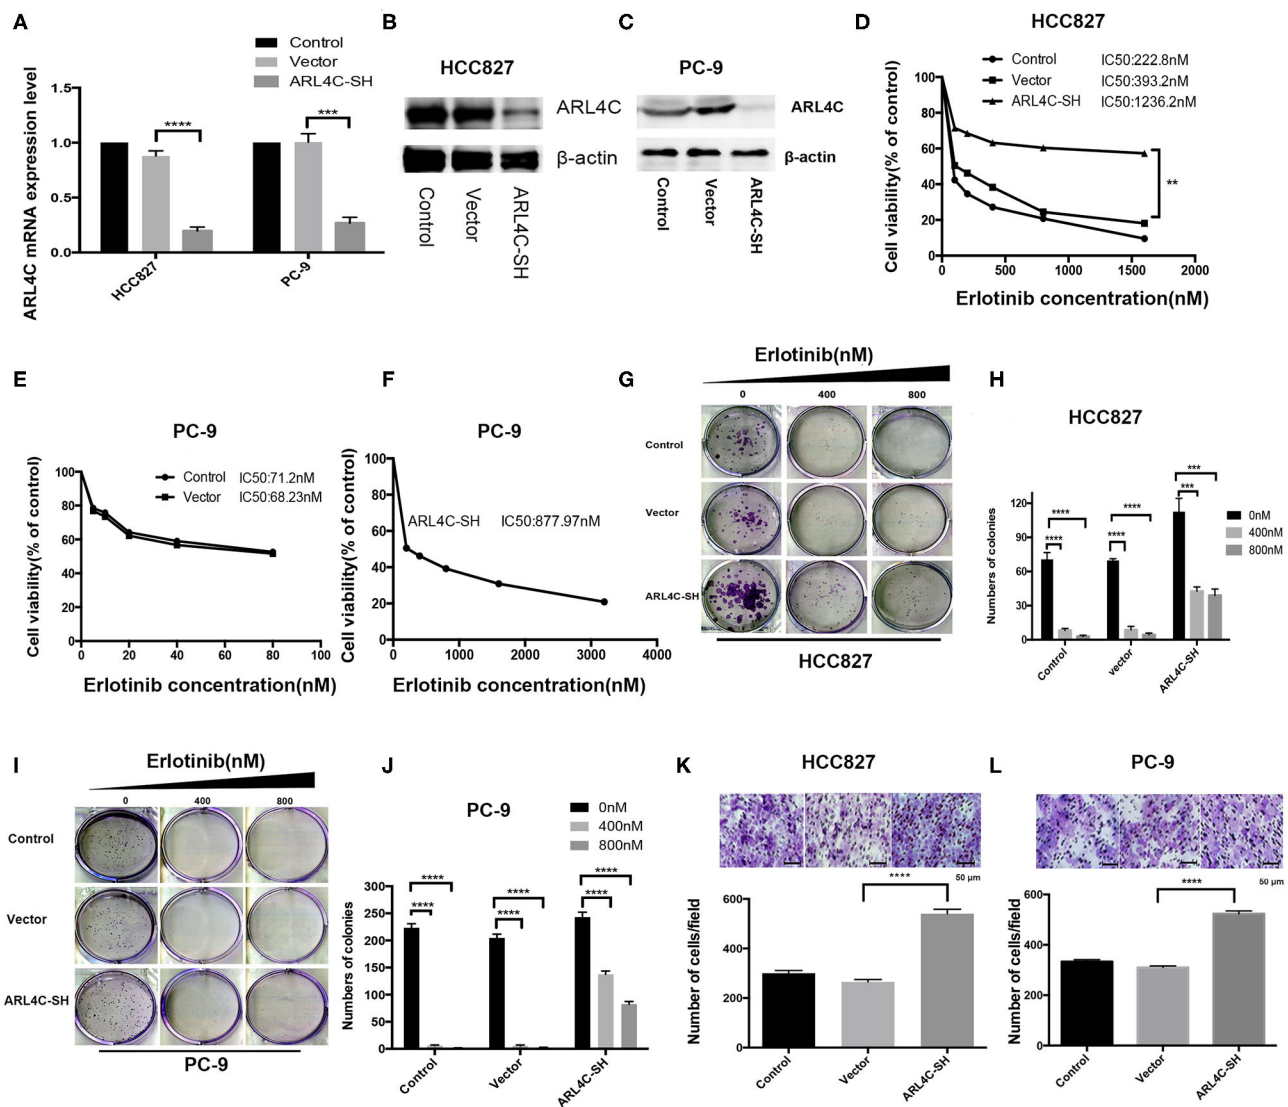 A
Control
Vector
ARL4C-SH
ARL4C mRNA expression level
1.5
1.0
0.5
0.0
****
***
HCC827
PC-9
B
HCC827
ARL4C
β-actin
Control
Vector
ARL4C-SH
C
PC-9
ARL4C
β-actin
Control
Vector
ARL4C-SH
D
HCC827
Control IC50:222.8nM
Vector IC50:393.2nM
ARL4C-SH IC50:1236.2nM
Cell viability(% of control)
100
80
60
40
20
0
**
0 500 1000 1500 2000
Erlotinib concentration(nM)
E
PC-9
Control IC50:71.2nM
Vector IC50:68.23nM
Cell viability(% of control)
100
80
60
40
20
0
0 20 40 60 80 100
Erlotinib concentration(nM)
F
PC-9
ARL4C-SH IC50:877.97nM
Cell viability(% of control)
100
80
60
40
20
0
0 1000 2000 3000 4000
Erlotinib concentration(nM)
G
Erlotinib(nM)
0 400 800
Control
Vector
ARL4C-SH
HCC827
H
HCC827
0nM
400nM
800nM
Numbers of colonies
120
90
60
30
0
****
****
****
****
***
***
Control
vector
ARL4C-SH
I
Erlotinib(nM)
0 400 800
Control
Vector
ARL4C-SH
PC-9
J
PC-9
0nM
400nM
800nM
Numbers of colonies
300
250
200
150
100
50
0
****
****
****
****
****
****
Control
Vector
ARL4C-SH
K
HCC827
50 μm
Number of cells/field
600
400
200
0
****
Control
Vector
ARL4C-SH
L
PC-9
50 μm
Number of cells/field
600
400
200
0
****
Control
Vector
ARL4C-SH